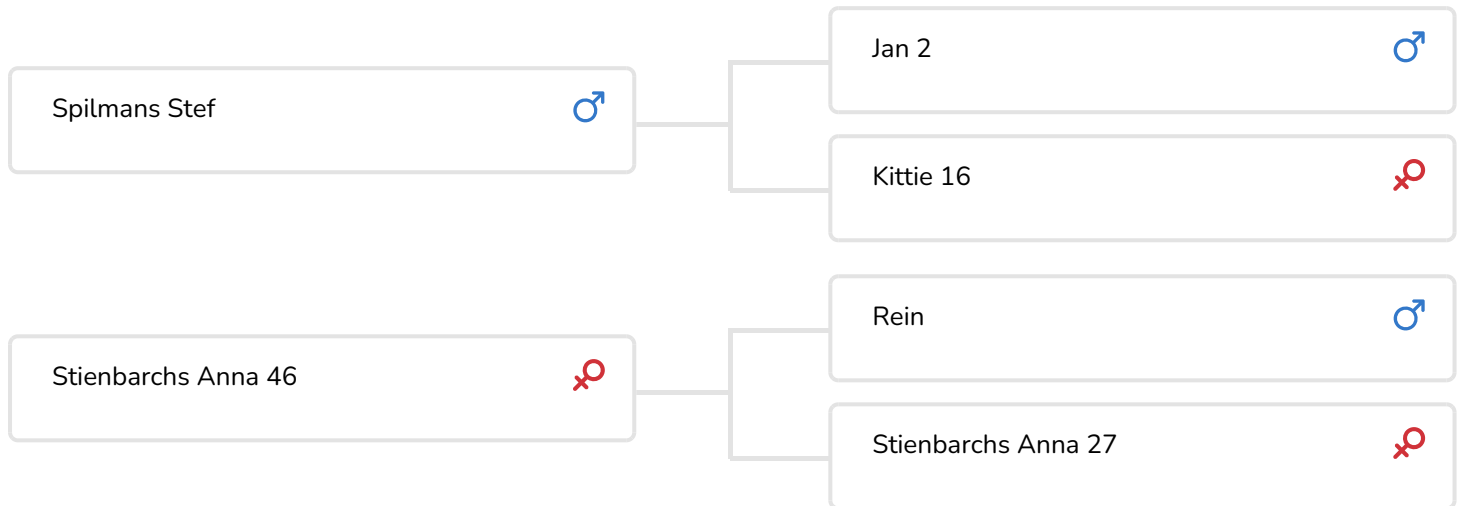 Spilmans Stef
Jan 2
Kittie 16
Stienbarchs Anna 46
Rein
Stienbarchs Anna 27